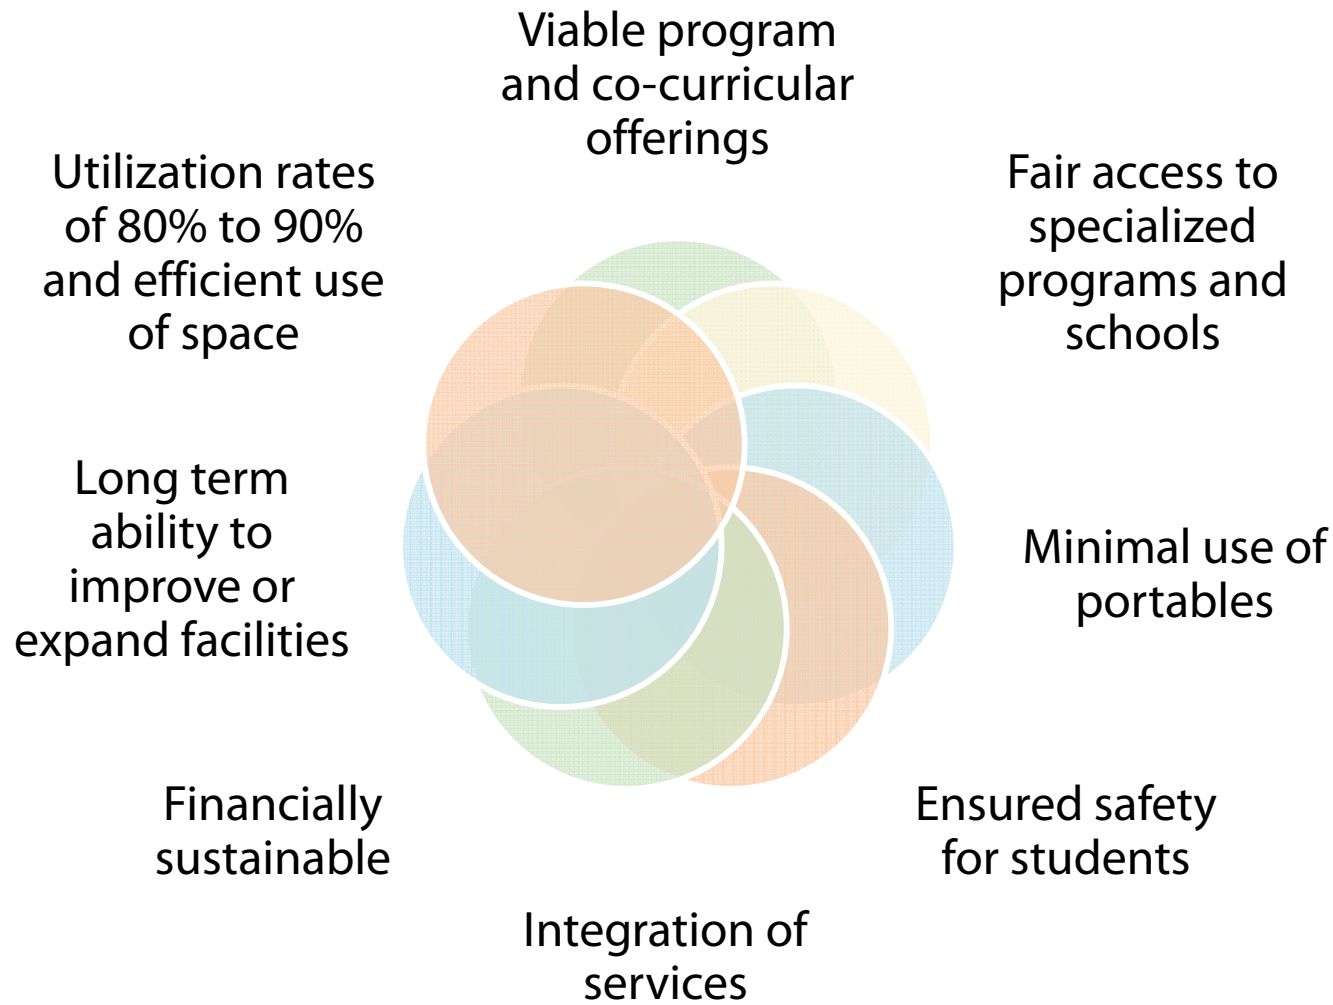 Viable program
and co-curricular
offerings
Fair access to
specialized
programs and
schools
Minimal use of
portables
Ensured safety
for students
Integration of
services
Financially
sustainable
Long term
ability to
improve or
expand facilities
Utilization rates
of 80% to 90%
and efficient use
of space